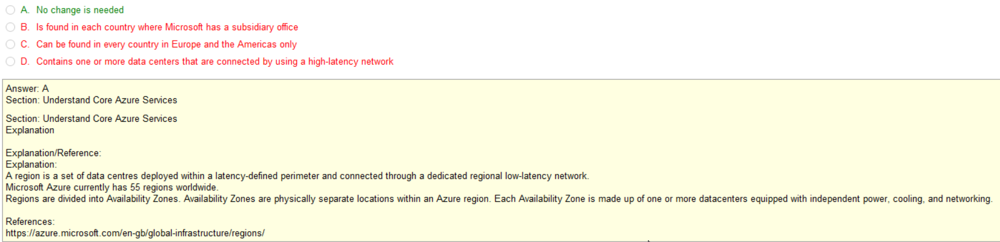 A. No change is needed
B. Is found in each country where Microsoft has a subsidiary office
C. Can be found in every country in Europe and the Americas only
D. Contains one or more data centers that are connected by using a high-latency network
Answer: A
Section: Understand Core Azure Services
Section: Understand Core Azure Services
Explanation
Explanation/Reference:
Explanation:
A region is a set of data centres deployed within a latency-defined perimeter and connected through a dedicated regional low-latency network.
Microsoft Azure currently has 55 regions worldwide.
Regions are divided into Availability Zones. Availability Zones are physically separate locations within an Azure region. Each Availability Zone is made up of one or more datacenters equipped with independent power, cooling, and networking.
References:
https://azure.microsoft.com/en-gb/global-infrastructure/regions/